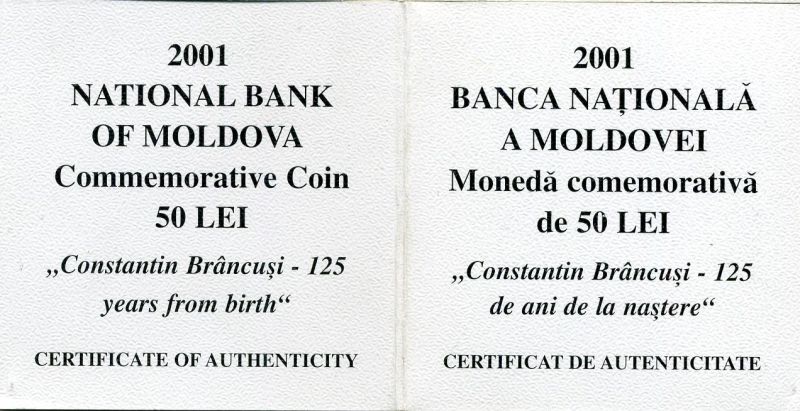 2001
NATIONAL BANK
OF MOLDOVA
Commemorative Coin
50 LEI
„Constantin Brâncuși - 125
years from birth“
CERTIFICATE OF AUTHENTICITY
2001
BANCA NAȚIONALĂ
A MOLDOVEI
Monedă comemorativă
de 50 LEI
„Constantin Brâncuși - 125
de ani de la naștere“
CERTIFICAT DE AUTENTICITATE